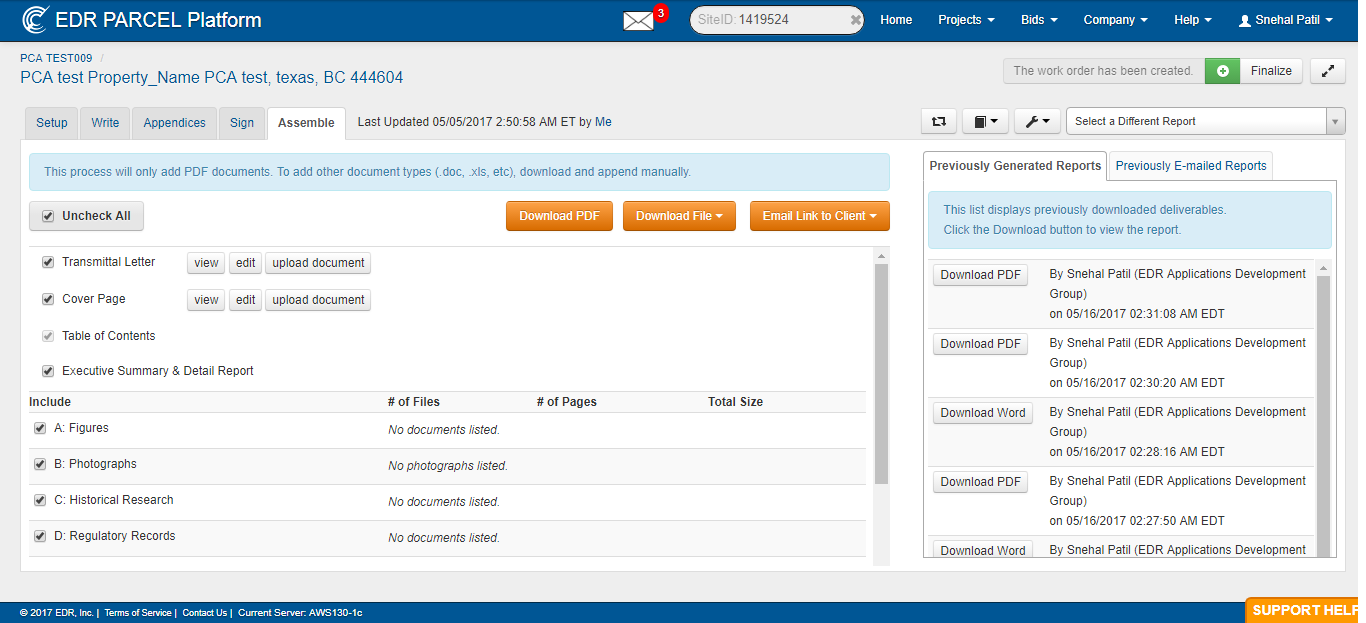 EDR PARCEL Platform
3
SiteID: 1419524
Home
Projects
Bids
Company
Help
Snehal Patil
PCA TEST009 /
PCA test Property_Name PCA test, texas, BC 444604
The work order has been created.
Finalize
Setup
Write
Appendices
Sign
Assemble
Last Updated 05/05/2017 2:50:58 AM ET by Me
Select a Different Report
This process will only add PDF documents. To add other document types (.doc, .xls, etc), download and append manually.
Uncheck All
Download PDF
Download File
Email Link to Client
Transmittal Letter view edit upload document
Cover Page view edit upload document
Table of Contents
Executive Summary & Detail Report
Include # of Files # of Pages Total Size
A: Figures No documents listed.
B: Photographs No photographs listed.
C: Historical Research No documents listed.
D: Regulatory Records No documents listed.
Previously Generated Reports
Previously E-mailed Reports
This list displays previously downloaded deliverables.
Click the Download button to view the report.
Download PDF By Snehal Patil (EDR Applications Development
Group)
on 05/16/2017 02:31:08 AM EDT
Download PDF By Snehal Patil (EDR Applications Development
Group)
on 05/16/2017 02:30:20 AM EDT
Download Word By Snehal Patil (EDR Applications Development
Group)
on 05/16/2017 02:28:16 AM EDT
Download PDF By Snehal Patil (EDR Applications Development
Group)
on 05/16/2017 02:27:50 AM EDT
Download Word By Snehal Patil (EDR Applications Development
© 2017 EDR, Inc. | Terms of Service | Contact Us | Current Server: AWS130-1c
SUPPORT HELP